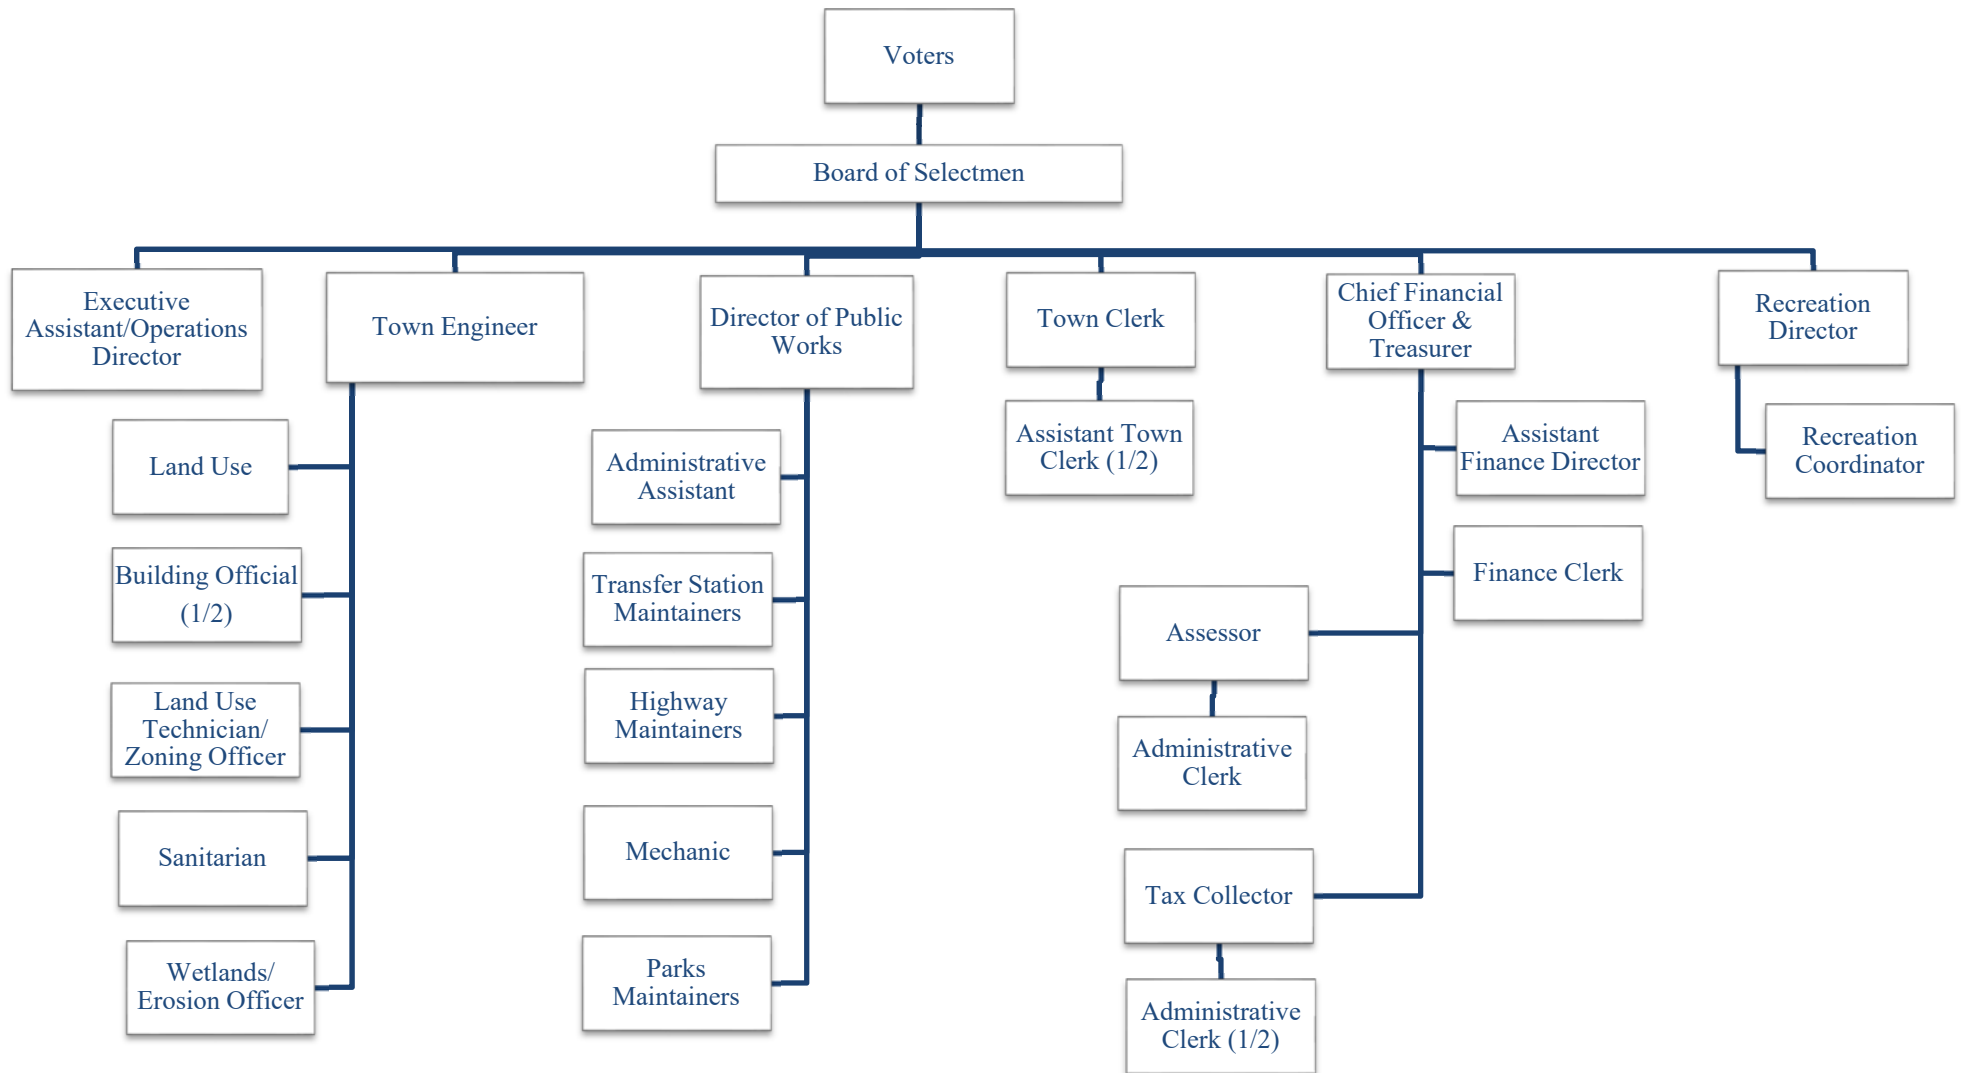 Voters
Board of Selectmen
Executive
Assistant/Operations
Director
Town Engineer
Director of Public
Works
Town Clerk
Chief Financial
Officer &
Treasurer
Recreation
Director
Land Use
Building Official
(1/2)
Land Use
Technician/
Zoning Officer
Sanitarian
Wetlands/
Erosion Officer
Administrative
Assistant
Transfer Station
Maintainers
Highway
Maintainers
Mechanic
Parks
Maintainers
Assistant Town
Clerk (1/2)
Assistant
Finance Director
Finance Clerk
Assessor
Administrative
Clerk
Tax Collector
Administrative
Clerk (1/2)
Recreation
Coordinator